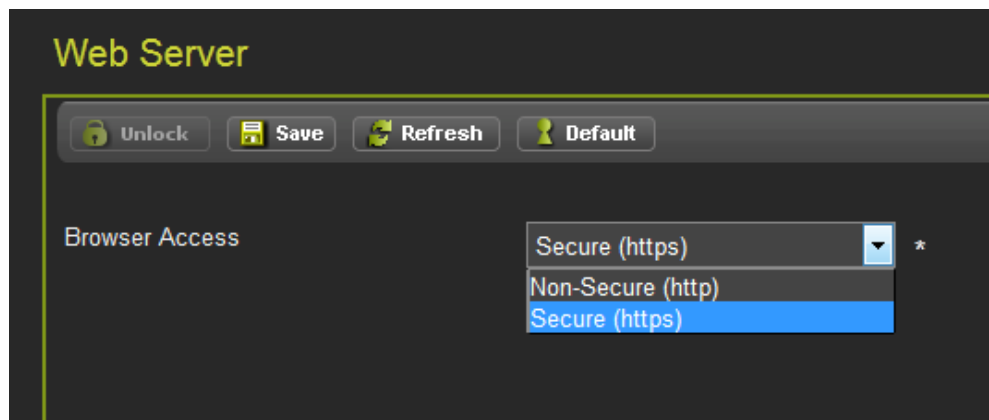 Web Server
Unlock Save Refresh Default
Browser Access Secure (https) *
Non-Secure (http)
Secure (https)